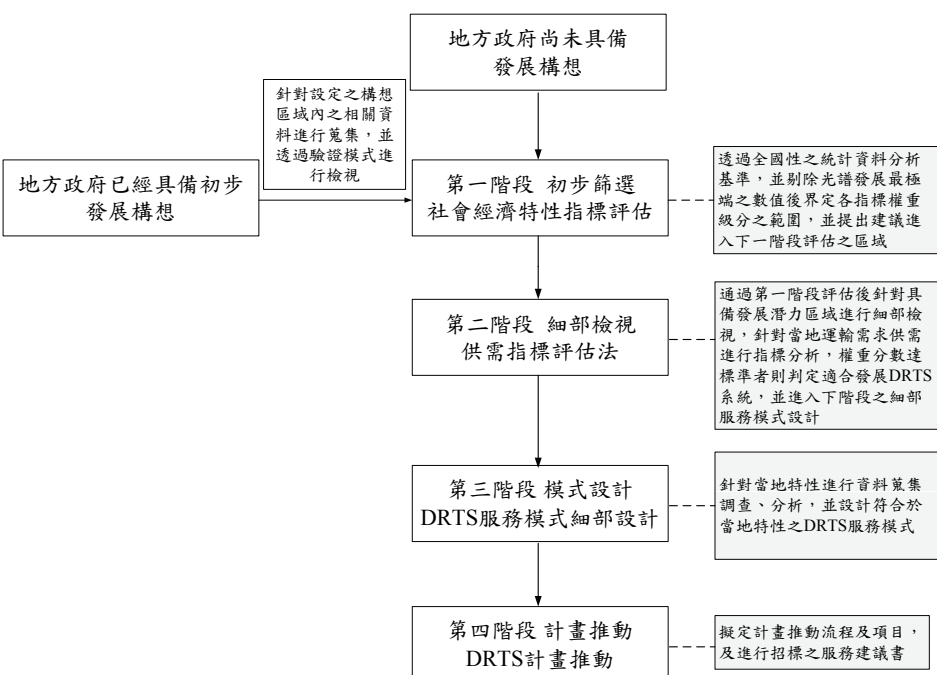 地方政府尚未具備
發展構想
針對設定之構想
區域內之相關資
料進行蒐集，並
透過驗證模式進
行檢視
地方政府已經具備初步
發展構想
第一階段 初步篩選
社會經濟特性指標評估
透過全國性之統計資料分析
基準，並剔除光譜發展最極
端之數值後界定各指標權重
級分之範圍，並提出建議進
入下一階段評估之區域
第二階段 細部檢視
供需指標評估法
通過第一階段評估後針對具
備發展潛力區域進行細部檢
視，針對當地運輸需求供需
進行指標分析，權重分數達
標準者則判定適合發展DRTS
系統，並進入下階段之細部
服務模式設計
第三階段 模式設計
DRTS服務模式細部設計
針對當地特性進行資料蒐集
調查、分析，並設計符合於
當地特性之DRTS服務模式
第四階段 計畫推動
DRTS計畫推動
擬定計畫推動流程及項目，
及進行招標之服務建議書